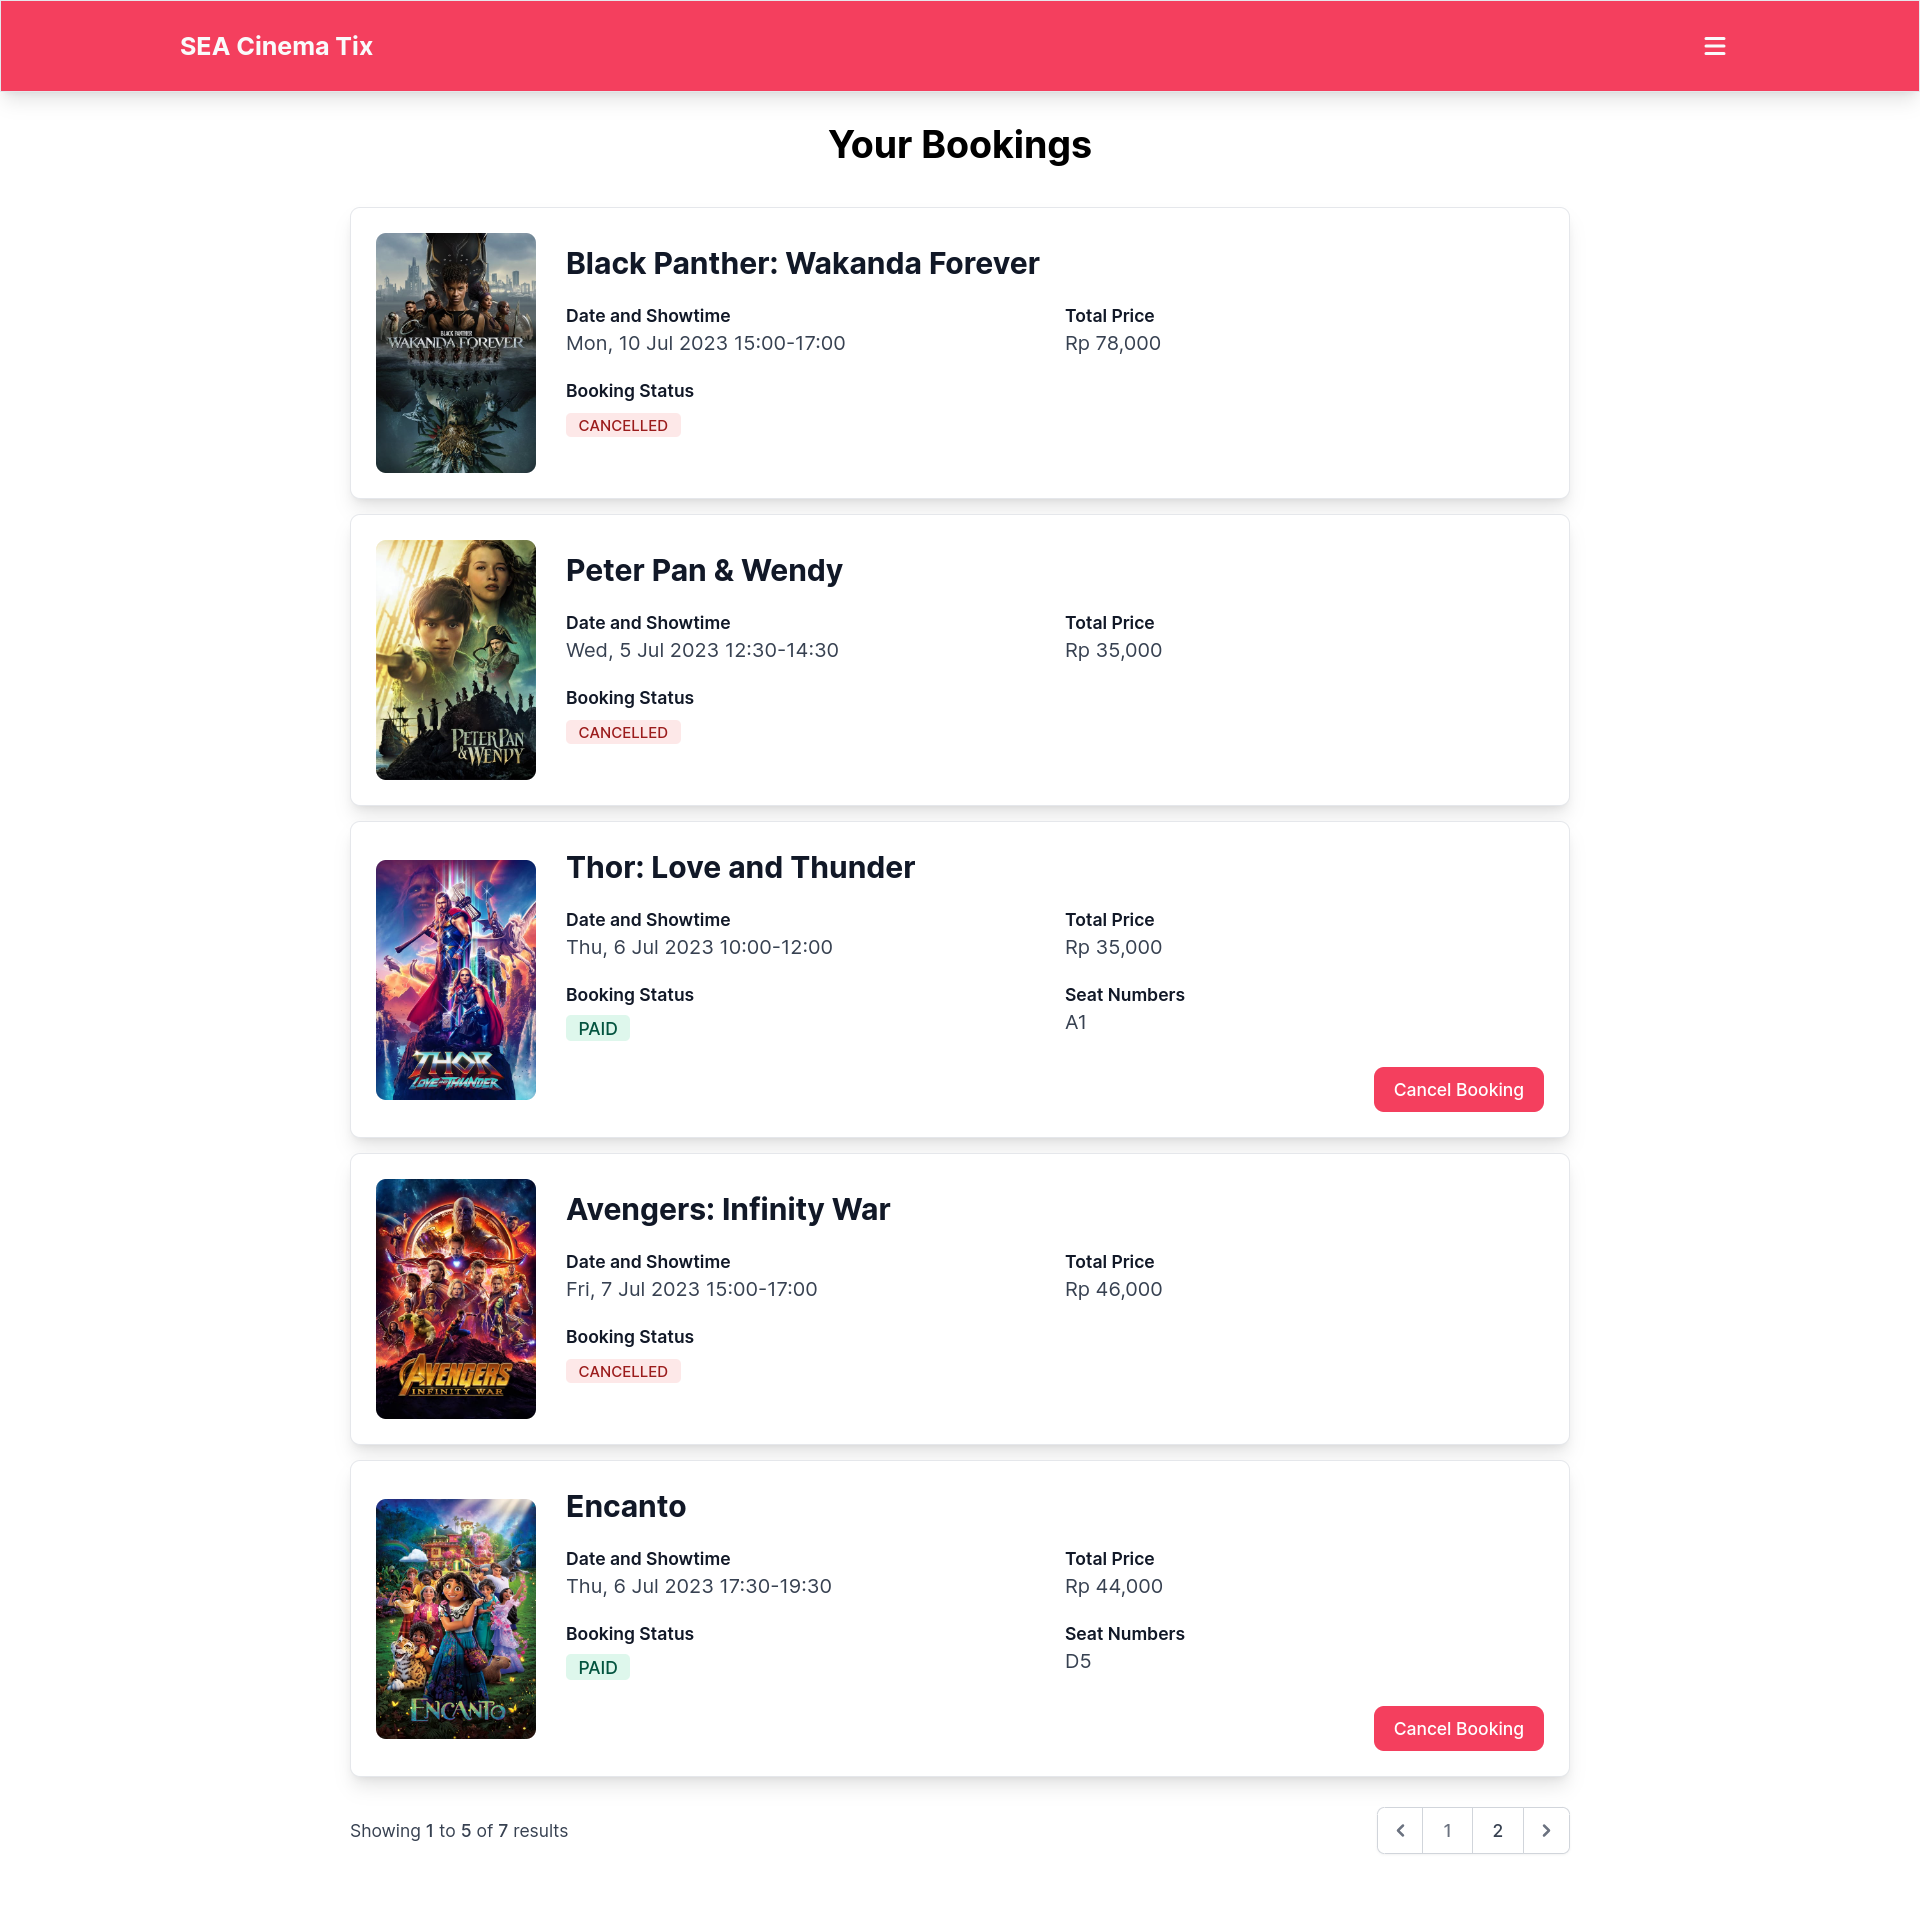 SEA Cinema Tix
Your Bookings
BLACK PANTHER
WAKANDA FOREVER
Black Panther: Wakanda Forever
Date and Showtime
Mon, 10 Jul 2023 15:00-17:00
Total Price
Rp 78,000
Booking Status
CANCELLED
PETER PAN
& WENDY
Peter Pan & Wendy
Date and Showtime
Wed, 5 Jul 2023 12:30-14:30
Total Price
Rp 35,000
Booking Status
CANCELLED
THOR
LOVE AND THUNDER
Thor: Love and Thunder
Date and Showtime
Thu, 6 Jul 2023 10:00-12:00
Total Price
Rp 35,000
Booking Status
PAID
Seat Numbers
A1
Cancel Booking
AVENGERS
INFINITY WAR
Avengers: Infinity War
Date and Showtime
Fri, 7 Jul 2023 15:00-17:00
Total Price
Rp 46,000
Booking Status
CANCELLED
ENCANTO
Encanto
Date and Showtime
Thu, 6 Jul 2023 17:30-19:30
Total Price
Rp 44,000
Booking Status
PAID
Seat Numbers
D5
Cancel Booking
Showing 1 to 5 of 7 results
1
2